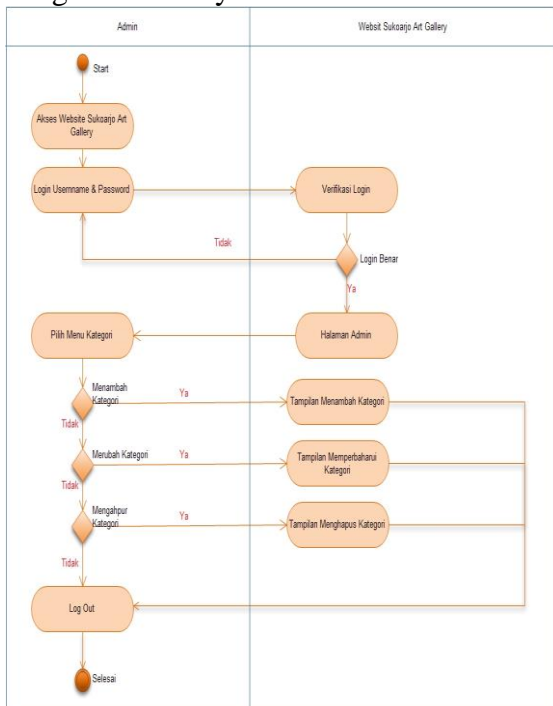 Admin
Websit Sukoarjo Art Gallery
Start
Akses Website Sukoarjo Art
Gallery
Login Usernname & Password
Verifikasi Login
Tidak
Login Benar
Ya
Pilih Menu Kategori
Halaman Admin
Menambah
Kategori
Ya
Tampilan Menambah Kategori
Tidak
Merubah Kategori
Ya
Tampilan Memperbaharui
Kategori
Tidak
Mengahpur
Kategori
Ya
Tampilan Menghapus Kategori
Tidak
Log Out
Selesai